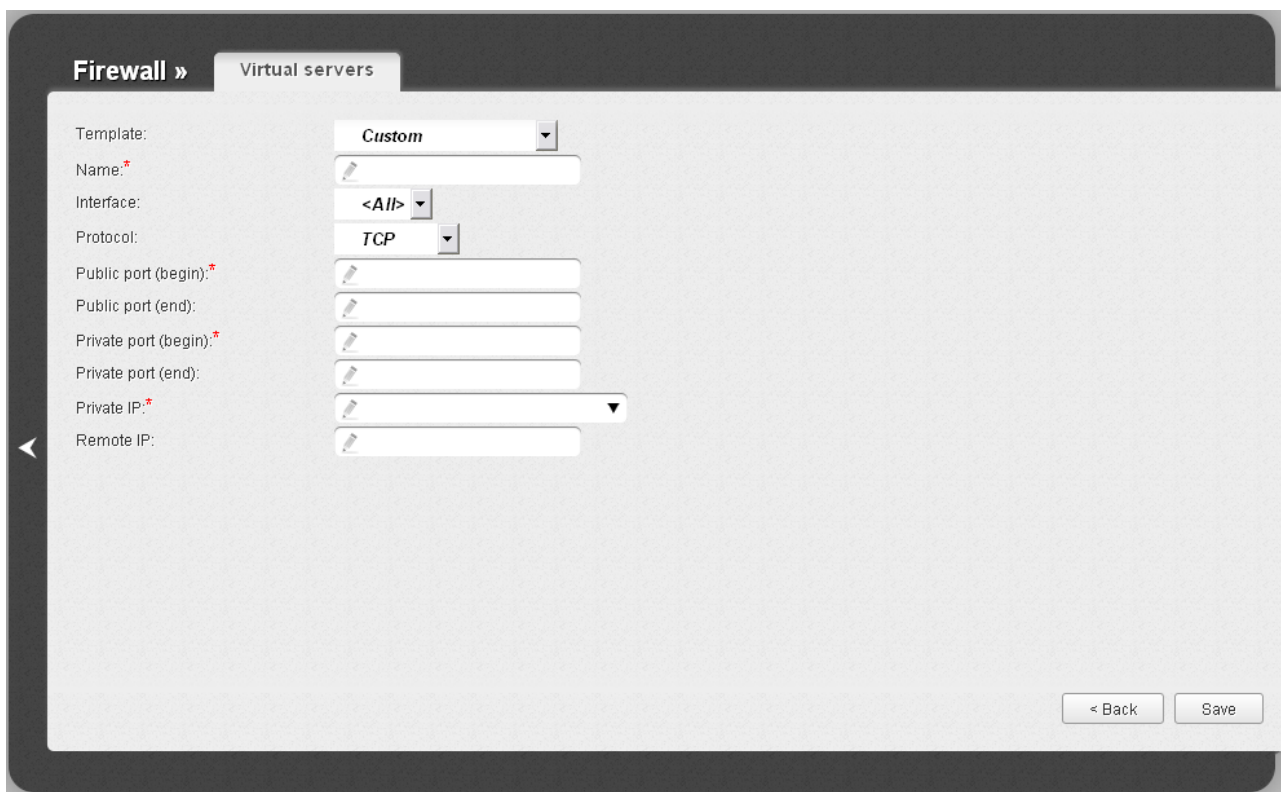 Firewall » Virtual servers
Template: Custom
Name:*
Interface: <All>
Protocol: TCP
Public port (begin):*
Public port (end):
Private port (begin):*
Private port (end):
Private IP:*
Remote IP:
< Back Save